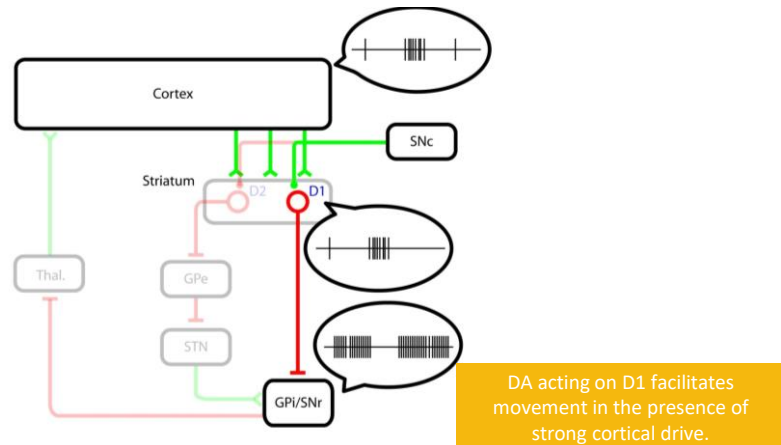 Cortex
SNc
Striatum
D2
D1
Thal.
GPe
STN
GPi/SNr
DA acting on D1 facilitates
movement in the presence of
strong cortical drive.